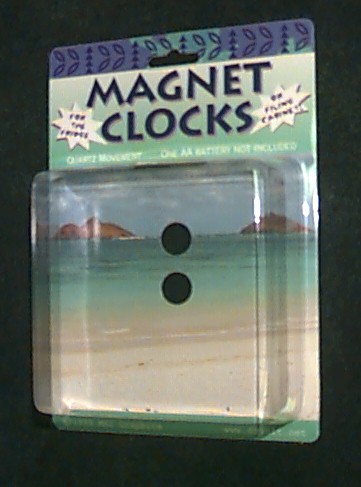 MAGNET
CLOCKS
FOR
THE
FRIDGE
OR
FILING
CABINET!
QUARTZ MOVEMENT ONE AA BATTERY NOT INCLUDED